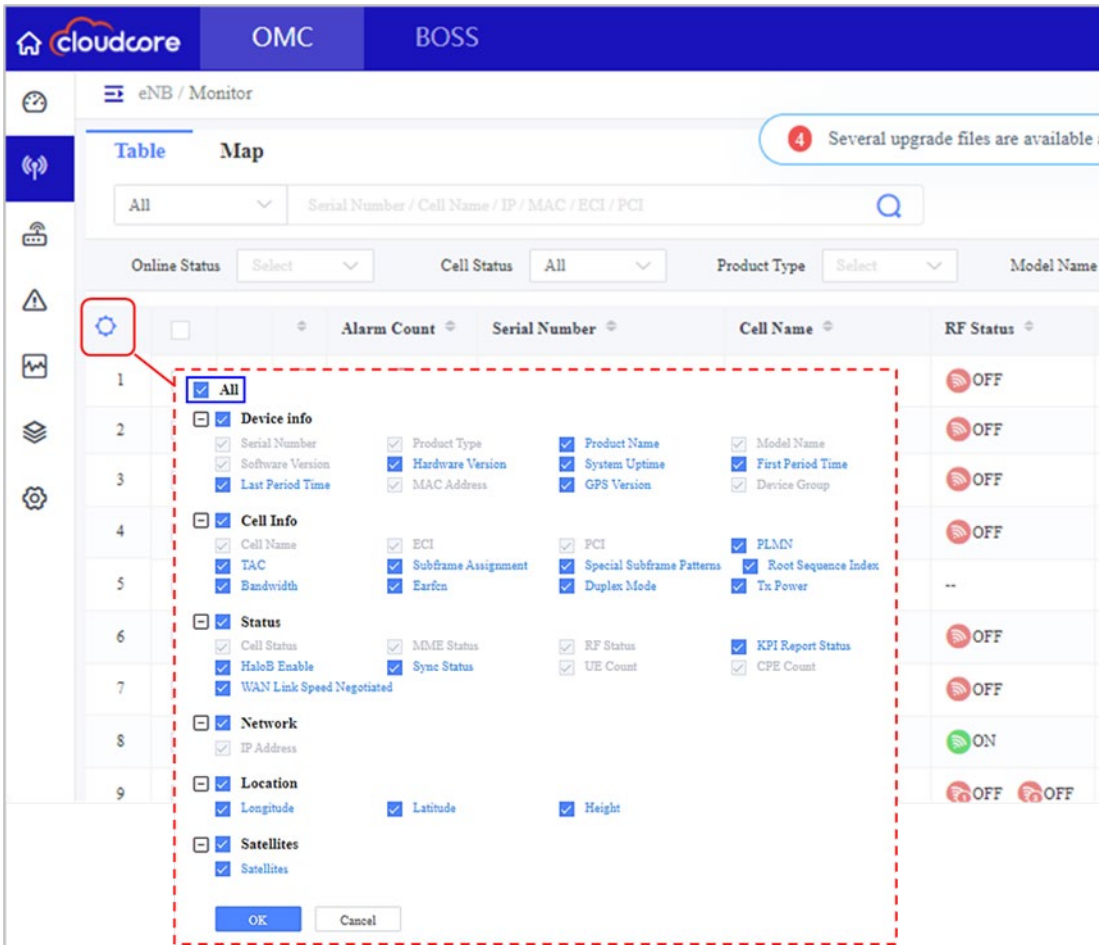 cloudcore OMC BOSS
eNB / Monitor
4 Several upgrade files are available
Table Map
All Serial Number / Cell Name / IP / MAC / ECI / PCI
Online Status Select Cell Status All Product Type Select Model Name
Alarm Count Serial Number Cell Name RF Status
1 OFF
All
Device info
2 OFF
Serial Number Product Type Product Name Model Name
Software Version Hardware Version System Uptime First Period Time
3 OFF
Last Period Time MAC Address GPS Version Device Group
Cell Info
4 OFF
Cell Name ECI PCI PLMN
TAC Subframe Assignment Special Subframe Patterns Root Sequence Index
5 --
Bandwidth Earfcn Duplex Mode Tx Power
Status
6 OFF
Cell Status MME Status RF Status KPI Report Status
HaloB Enable Sync Status UE Count CPE Count
7 OFF
WAN Link Speed Negotiated
Network
8 ON
IP Address
Location
9 1 OFF 2 OFF
Longitude Latitude Height
Satellites
Satellites
OK Cancel